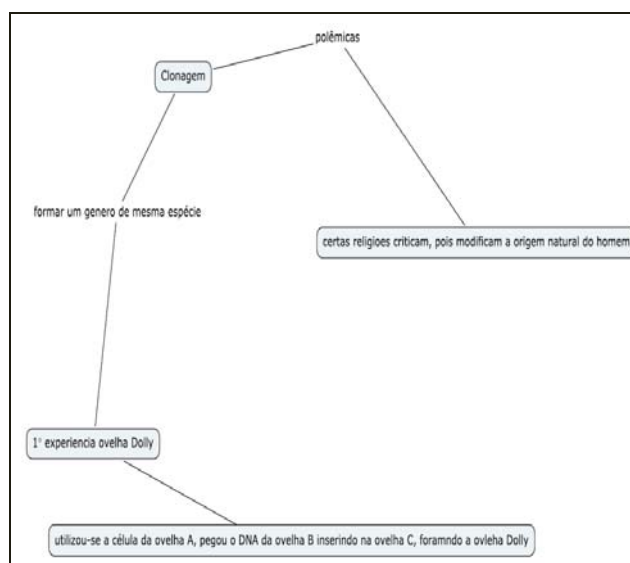 polêmicas
Clonagem
formar um genero de mesma espécie
certas religioes criticam, pois modificam a origem natural do homem
1° experiencia ovelha Dolly
utilizou-se a célula da ovelha A, pegou o DNA da ovelha B inserindo na ovelha C, foramndo a ovleha Dolly